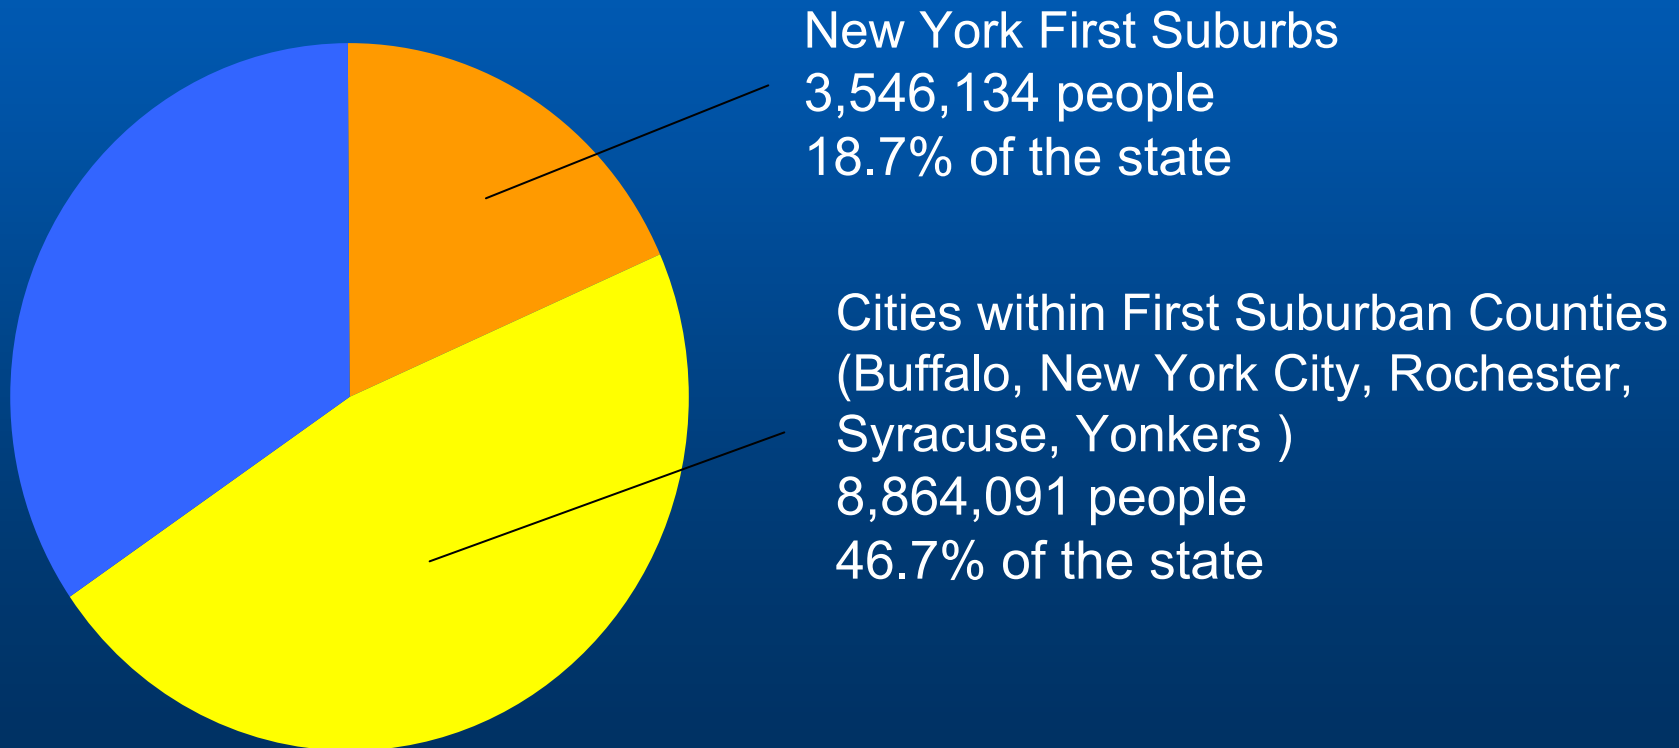 New York First Suburbs
3,546,134 people
18.7% of the state
Cities within First Suburban Counties
(Buffalo, New York City, Rochester,
Syracuse, Yonkers )
8,864,091 people
46.7% of the state